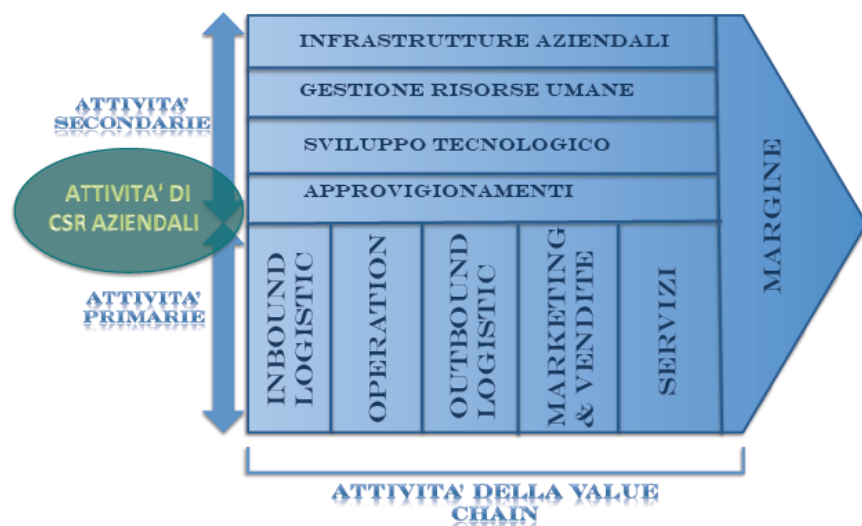 INFRASTRUTTURE AZIENDALI
GESTIONE RISORSE UMANE
ATTIVITA'
SECONDARIE
SVILUPPO TECNOLOGICO
APPROVIGIONAMENTI
ATTIVITA' DI
CSR AZIENDALI
MARGINE
ATTIVITA'
PRIMARIE
INBOUND
LOGISTIC
OPERATION
OUTBOUND
LOGISTIC
MARKETING
& VENDITE
SERVIZI
ATTIVITA' DELLA VALUE
CHAIN